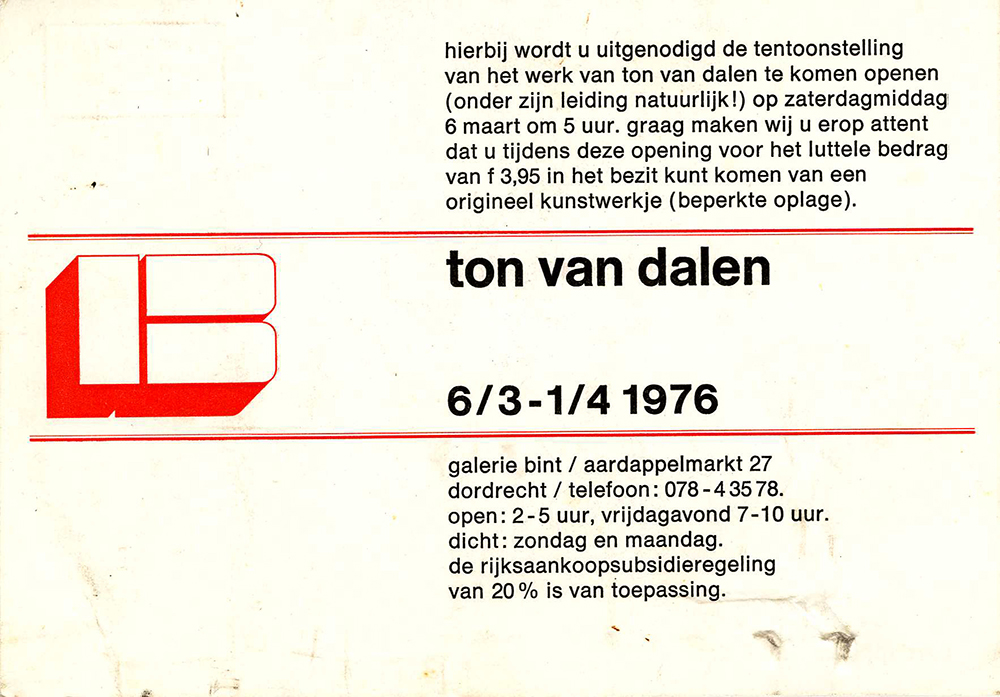 hierbij wordt u uitgenodigd de tentoonstelling
van het werk van ton van dalen te komen openen
(onder zijn leiding natuurlijk!) op zaterdagmiddag
6 maart om 5 uur. graag maken wij u erop attent
dat u tijdens deze opening voor het luttele bedrag
van f 3,95 in het bezit kunt komen van een
origineel kunstwerkje (beperkte oplage).
ton van dalen
6/3-1/4 1976
galerie bint / aardappelmarkt 27
dordrecht / telefoon: 078-43578.
open: 2-5 uur, vrijdagavond 7-10 uur.
dicht: zondag en maandag.
de rijksaankoopsubsidieregeling
van 20% is van toepassing.